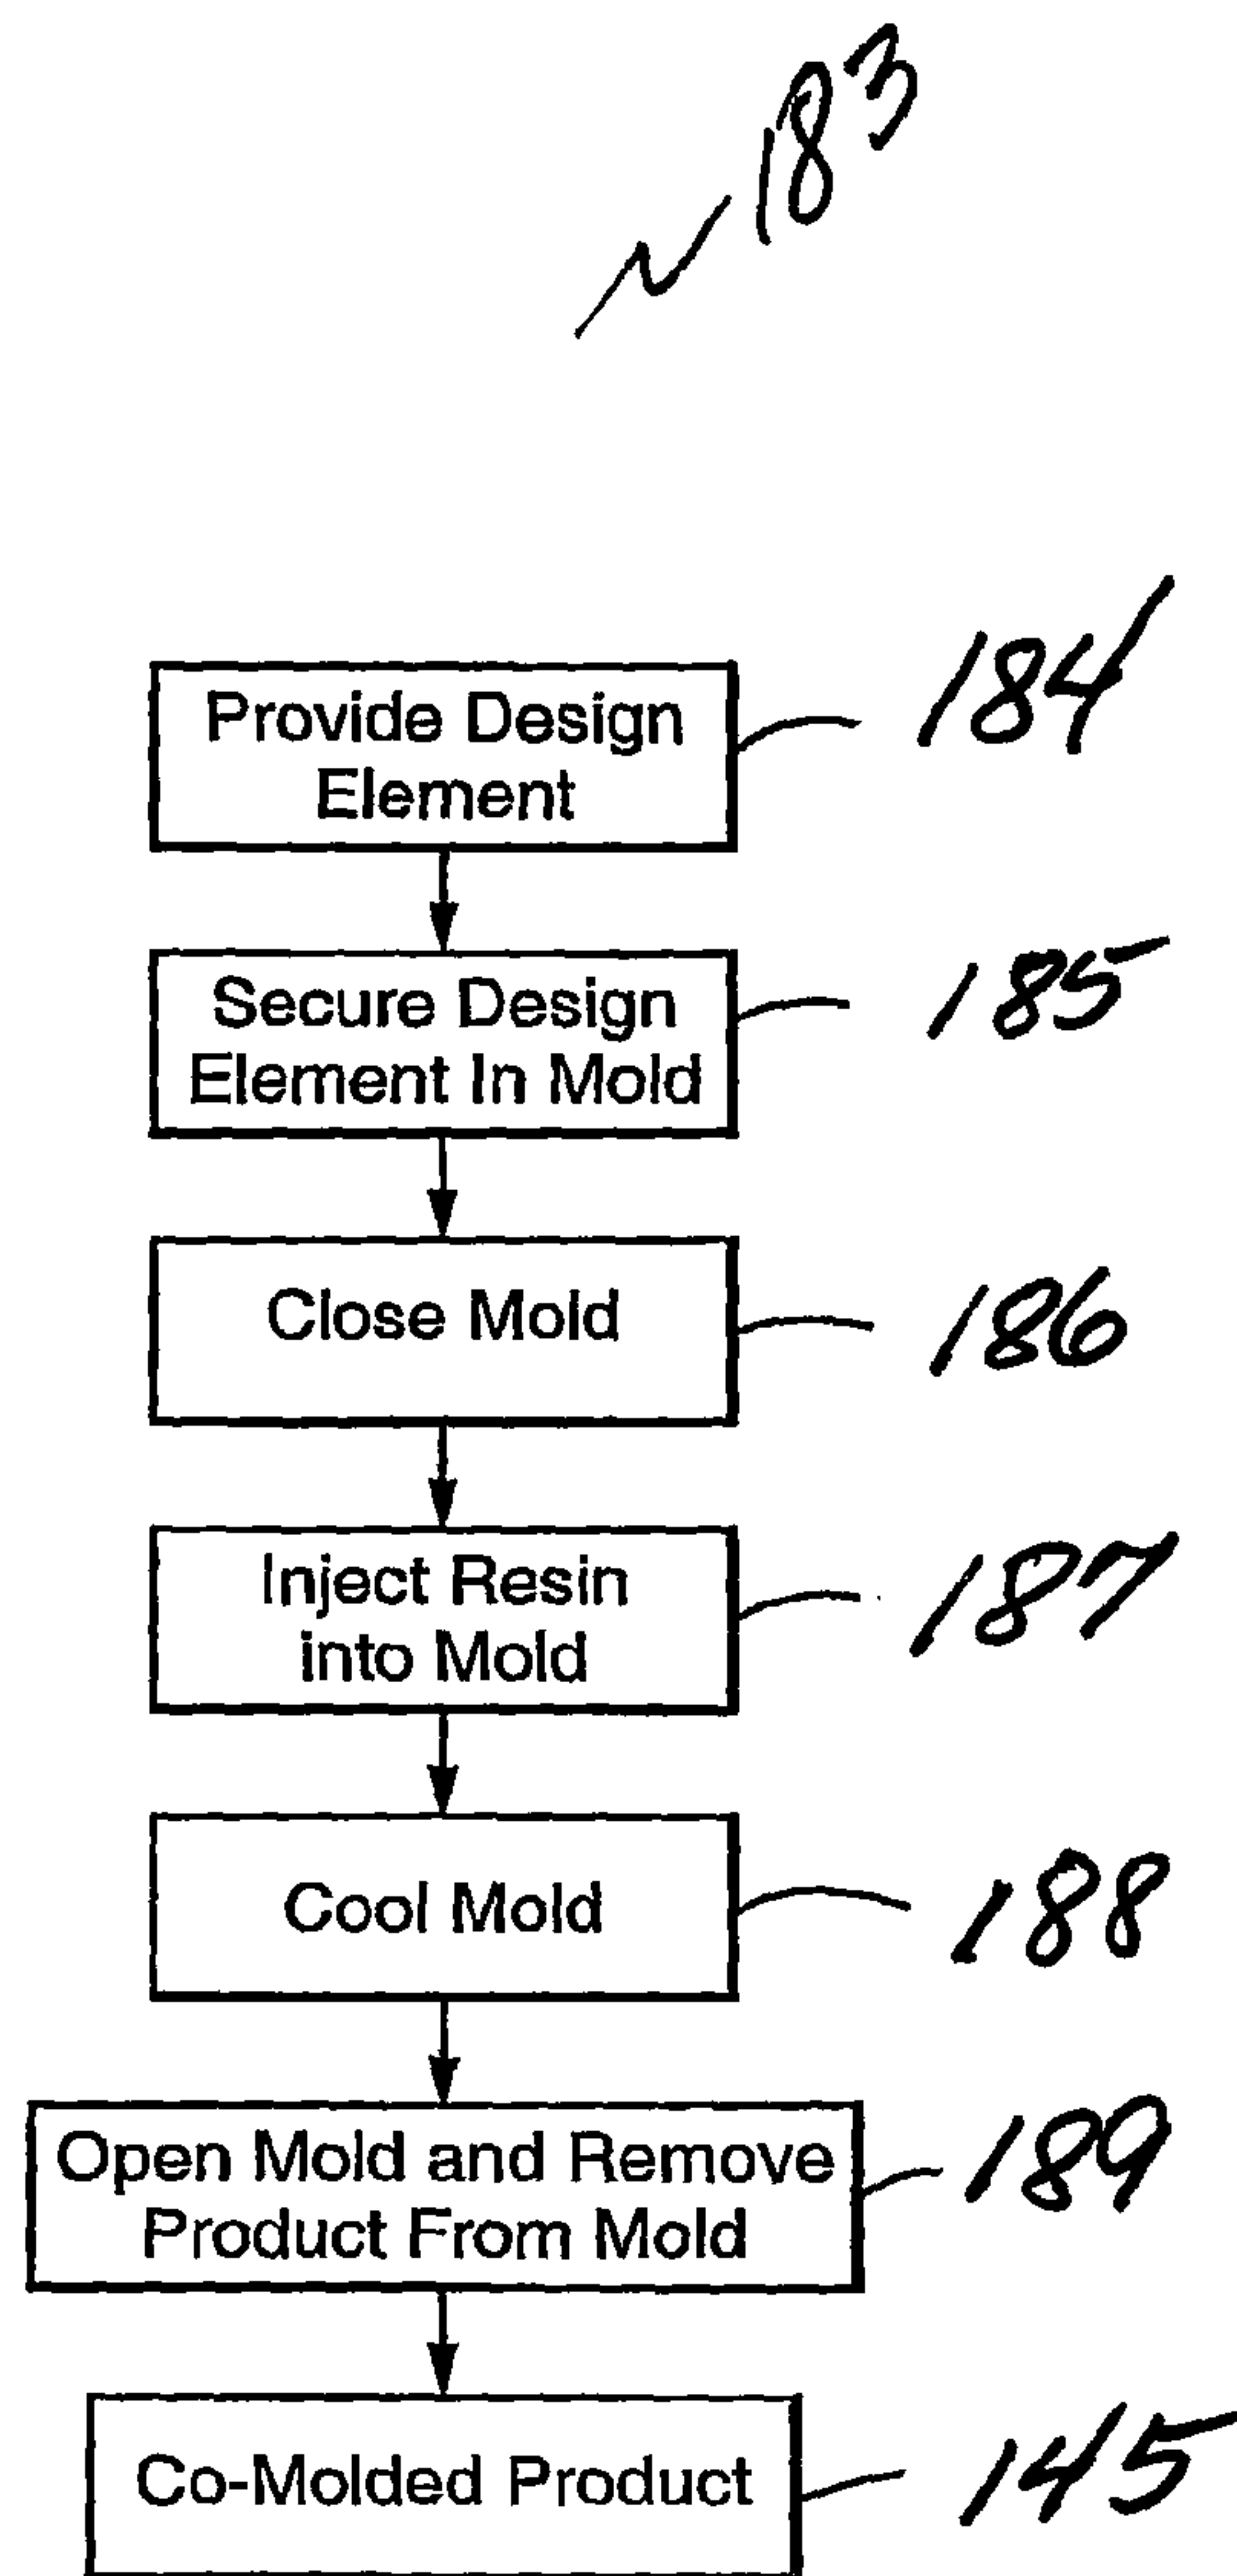 183
Provide Design
Element
184
Secure Design
Element In Mold
185
Close Mold
186
Inject Resin
into Mold
187
Cool Mold
188
Open Mold and Remove
Product From Mold
189
Co-Molded Product
145